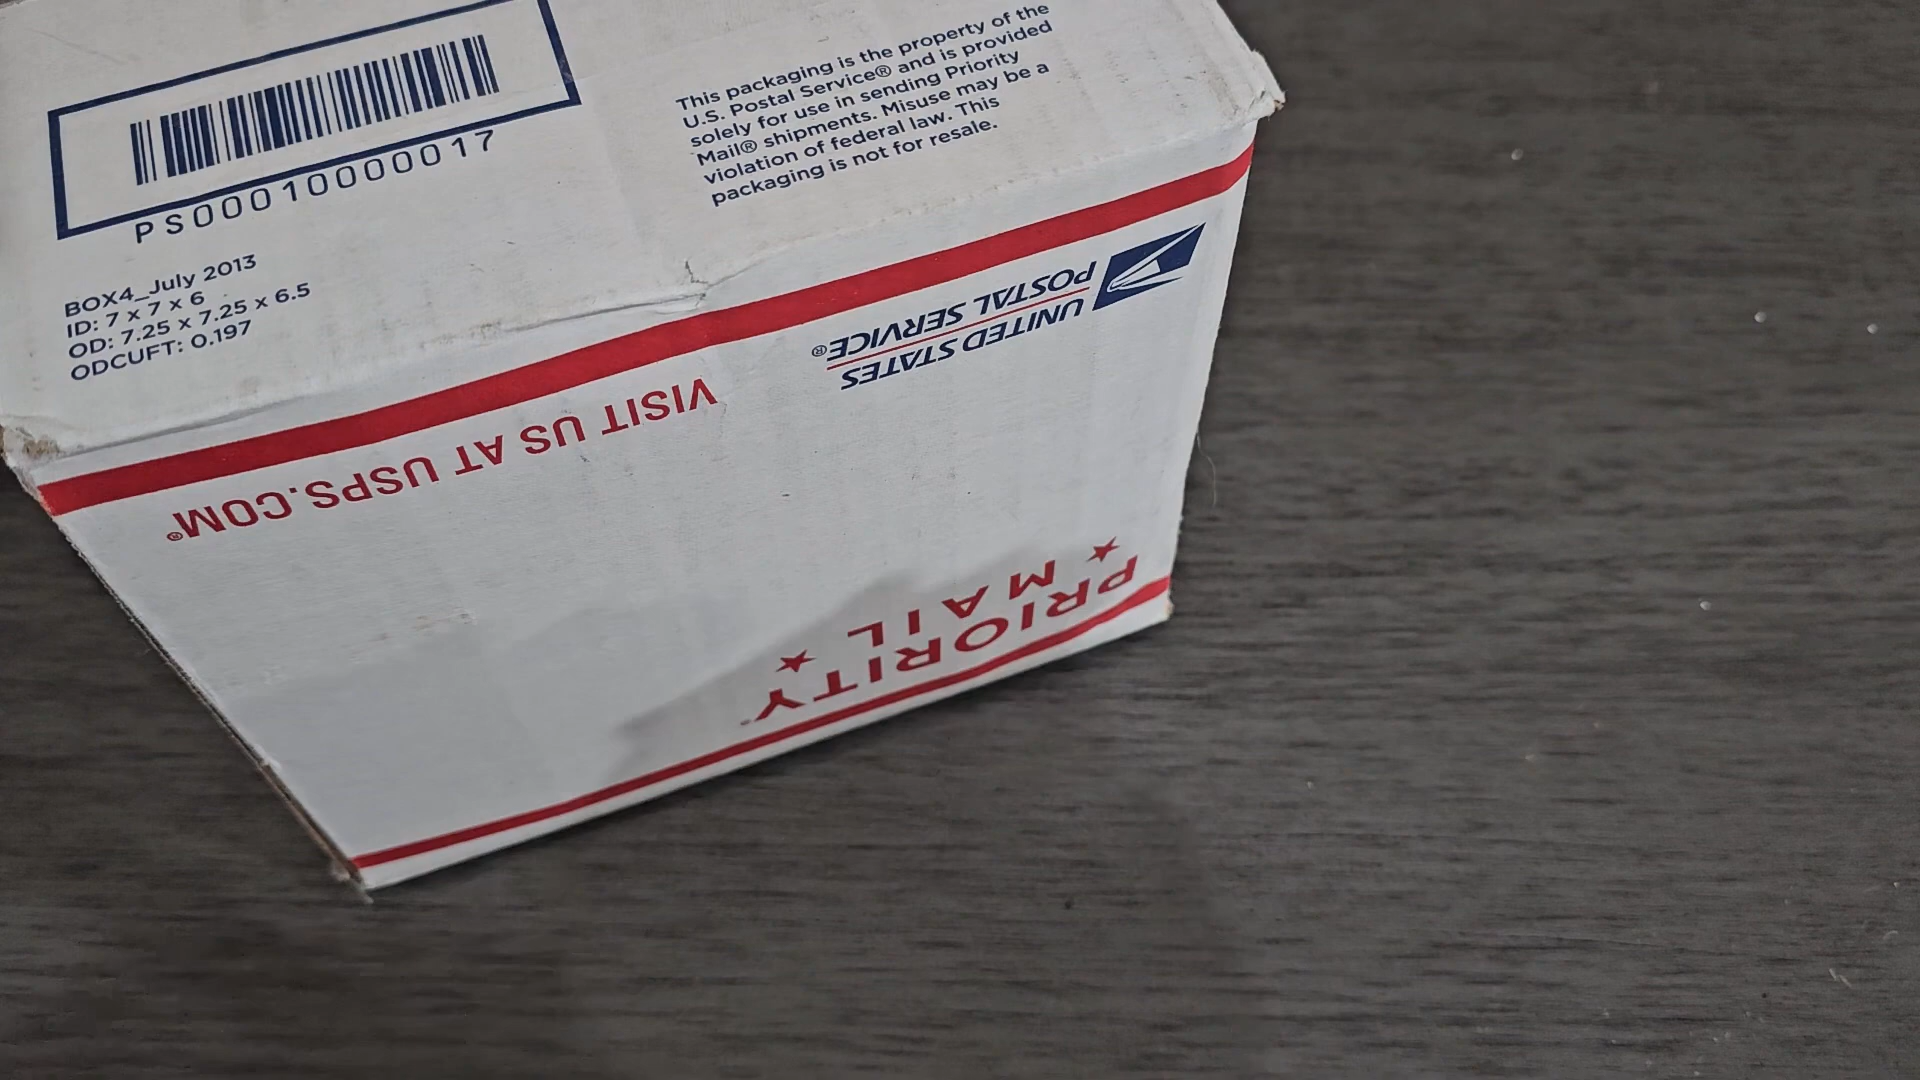 PS00010000017
BOX4_July 2013
ID: 7 x 7 x 6
OD: 7.25 x 7.25 x 6.5
ODCUFT: 0.197
This packaging is the property of the
U.S. Postal Service® and is provided
solely for use in sending Priority
Mail® shipments. Misuse may be a
violation of federal law. This
packaging is not for resale.
PRIORITY
★ MAIL ★
UNITED STATES
POSTAL SERVICE®
VISIT US AT USPS.COM®